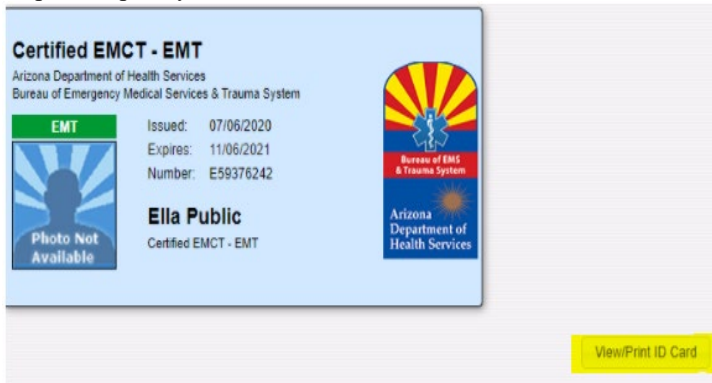 Certified EMCT - EMT
Arizona Department of Health Services
Bureau of Emergency Medical Services & Trauma System
EMT
Issued: 07/06/2020
Expires: 11/06/2021
Number: E59376242
Ella Public
Certified EMCT - EMT
Photo Not
Available
Bureau of EMS
& Trauma System
Arizona
Department of
Health Services
View/Print ID Card